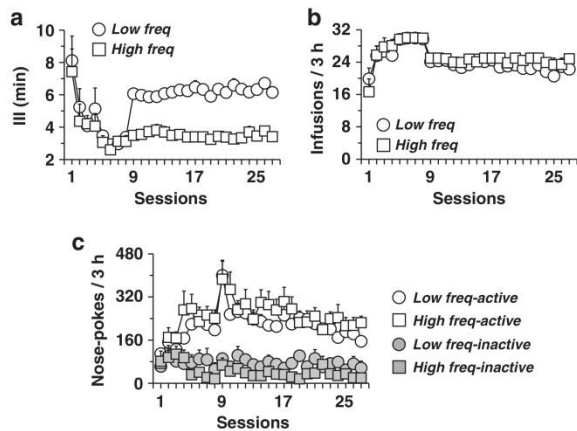 a
Low freq
High freq
10
8
6
4
2
III (min)
1
9
17
25
Sessions
b
32
24
16
8
0
Infusions / 3 h
Low freq
High freq
1
9
17
25
Sessions
c
480
320
160
0
Nose-pokes / 3 h
1
9
17
25
Sessions
Low freq-active
High freq-active
Low freq-inactive
High freq-inactive